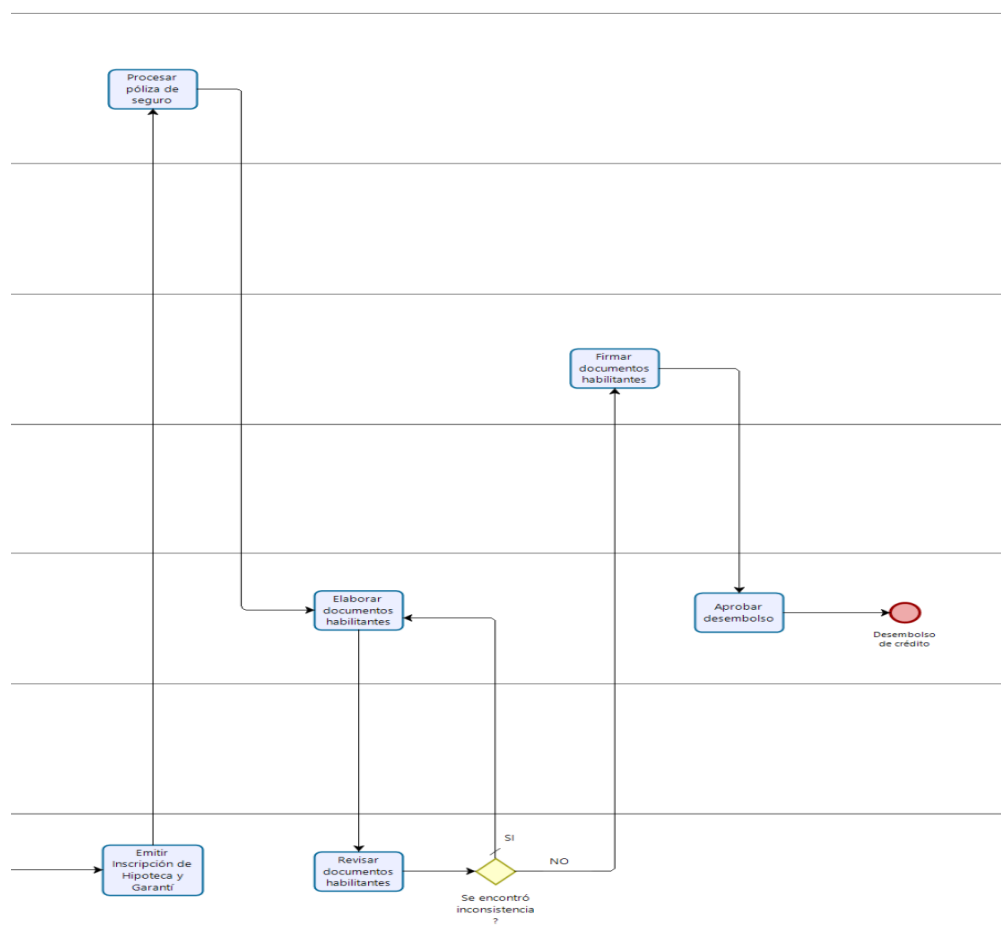 Procesar
póliza de
seguro
Firmar
documentos
habilitantes
Elaborar
documentos
habilitantes
Aprobar
desembolso
Desembolso
de crédito
SI
Emitir
Inscripción de
Hipoteca y
Garantí
Revisar
documentos
habilitantes
NO
Se encontró
inconsistencia
?